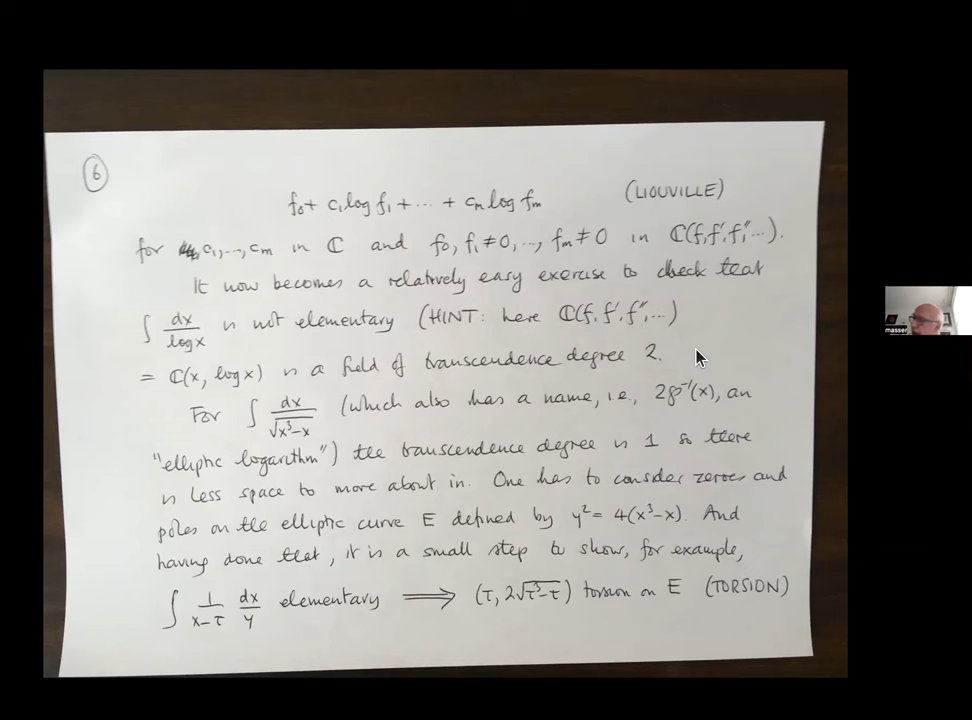 6
f₀ + c₁ log f₁ + ··· + cₘ log fₘ (LIOUVILLE)
for c₁,..,cₘ in ℂ and f₀, f₁≠0,.., fₘ≠0 in ℂ(f,f',f'',...).
It now becomes a relatively easy exercise to check that
∫ dx/log x is not elementary (HINT: here ℂ(f,f',f'',...)
= ℂ(x, log x) is a field of transcendence degree 2.
For ∫ dx/√(x³-x) (which also has a name, i.e., 2℘⁻¹(x), an
"elliptic logarithm") the transcendence degree is 1 so there
is less space to more about in. One has to consider zeroes and
poles on the elliptic curve E defined by y² = 4(x³-x). And
having done that, it is a small step to show, for example,
∫ 1/(x-τ) dx/y elementary ⟹ (τ, 2√(τ³-τ)) torsion on E (TORSION)
masser